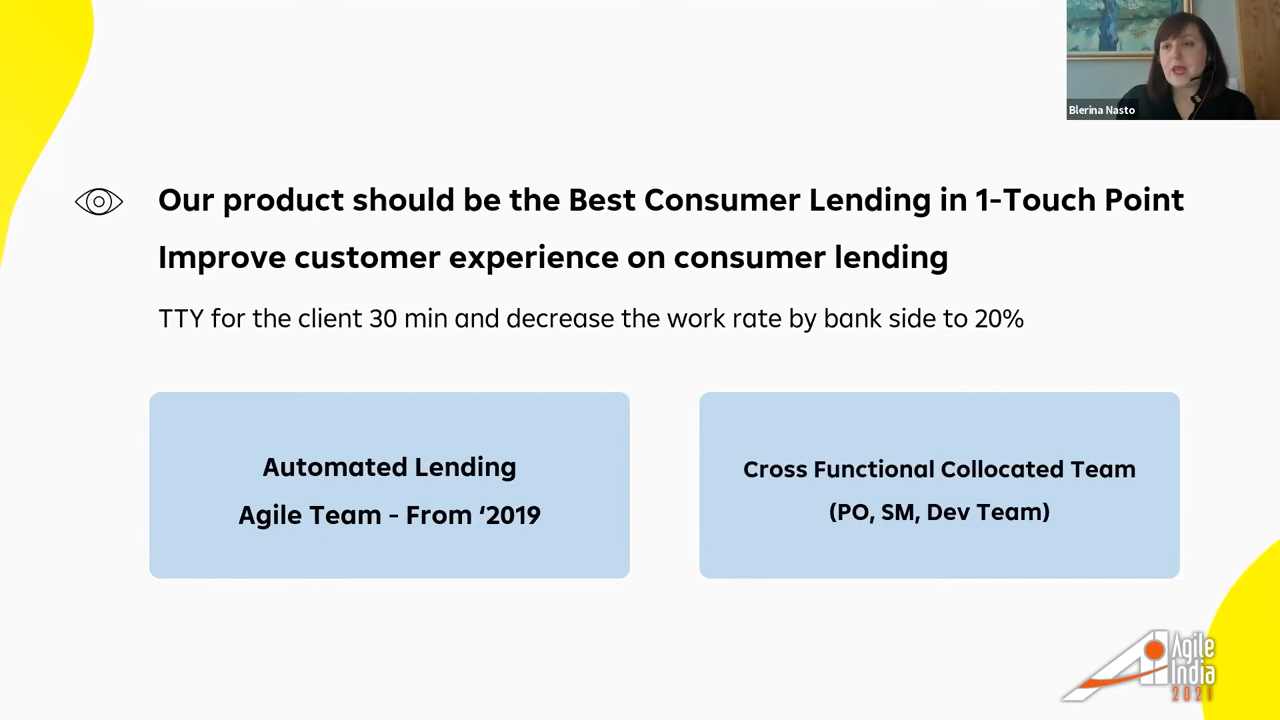 Blerina Nasto
Our product should be the Best Consumer Lending in 1-Touch Point
Improve customer experience on consumer lending
TTY for the client 30 min and decrease the work rate by bank side to 20%
Automated Lending
Agile Team - From ‘2019
Cross Functional Collocated Team
(PO, SM, Dev Team)
Agile
India
2021